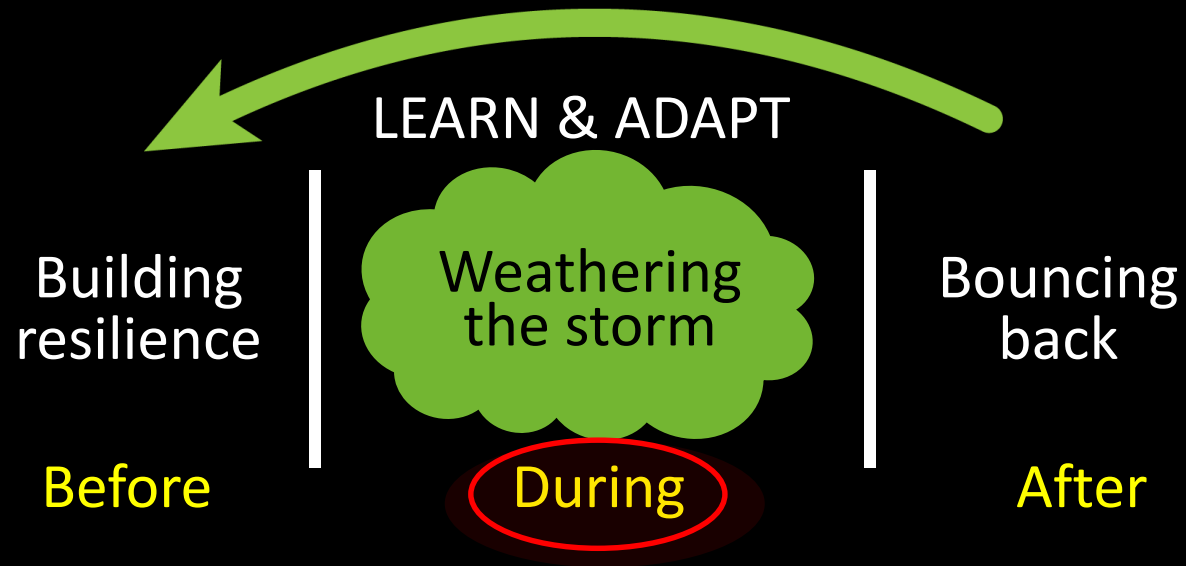 LEARN & ADAPT
Building
resilience
Weathering
the storm
Bouncing
back
Before
During
After